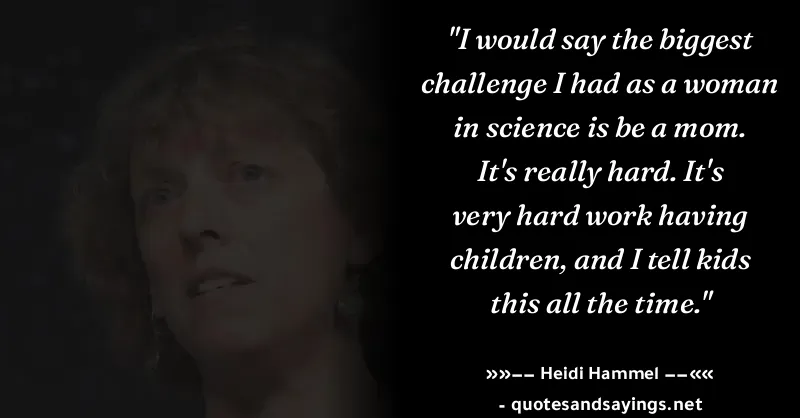 "I would say the biggest
challenge I had as a woman
in science is be a mom.
It's really hard. It's
very hard work having
children, and I tell kids
this all the time."
»»−− Heidi Hammel −−««
- quotesandsayings.net